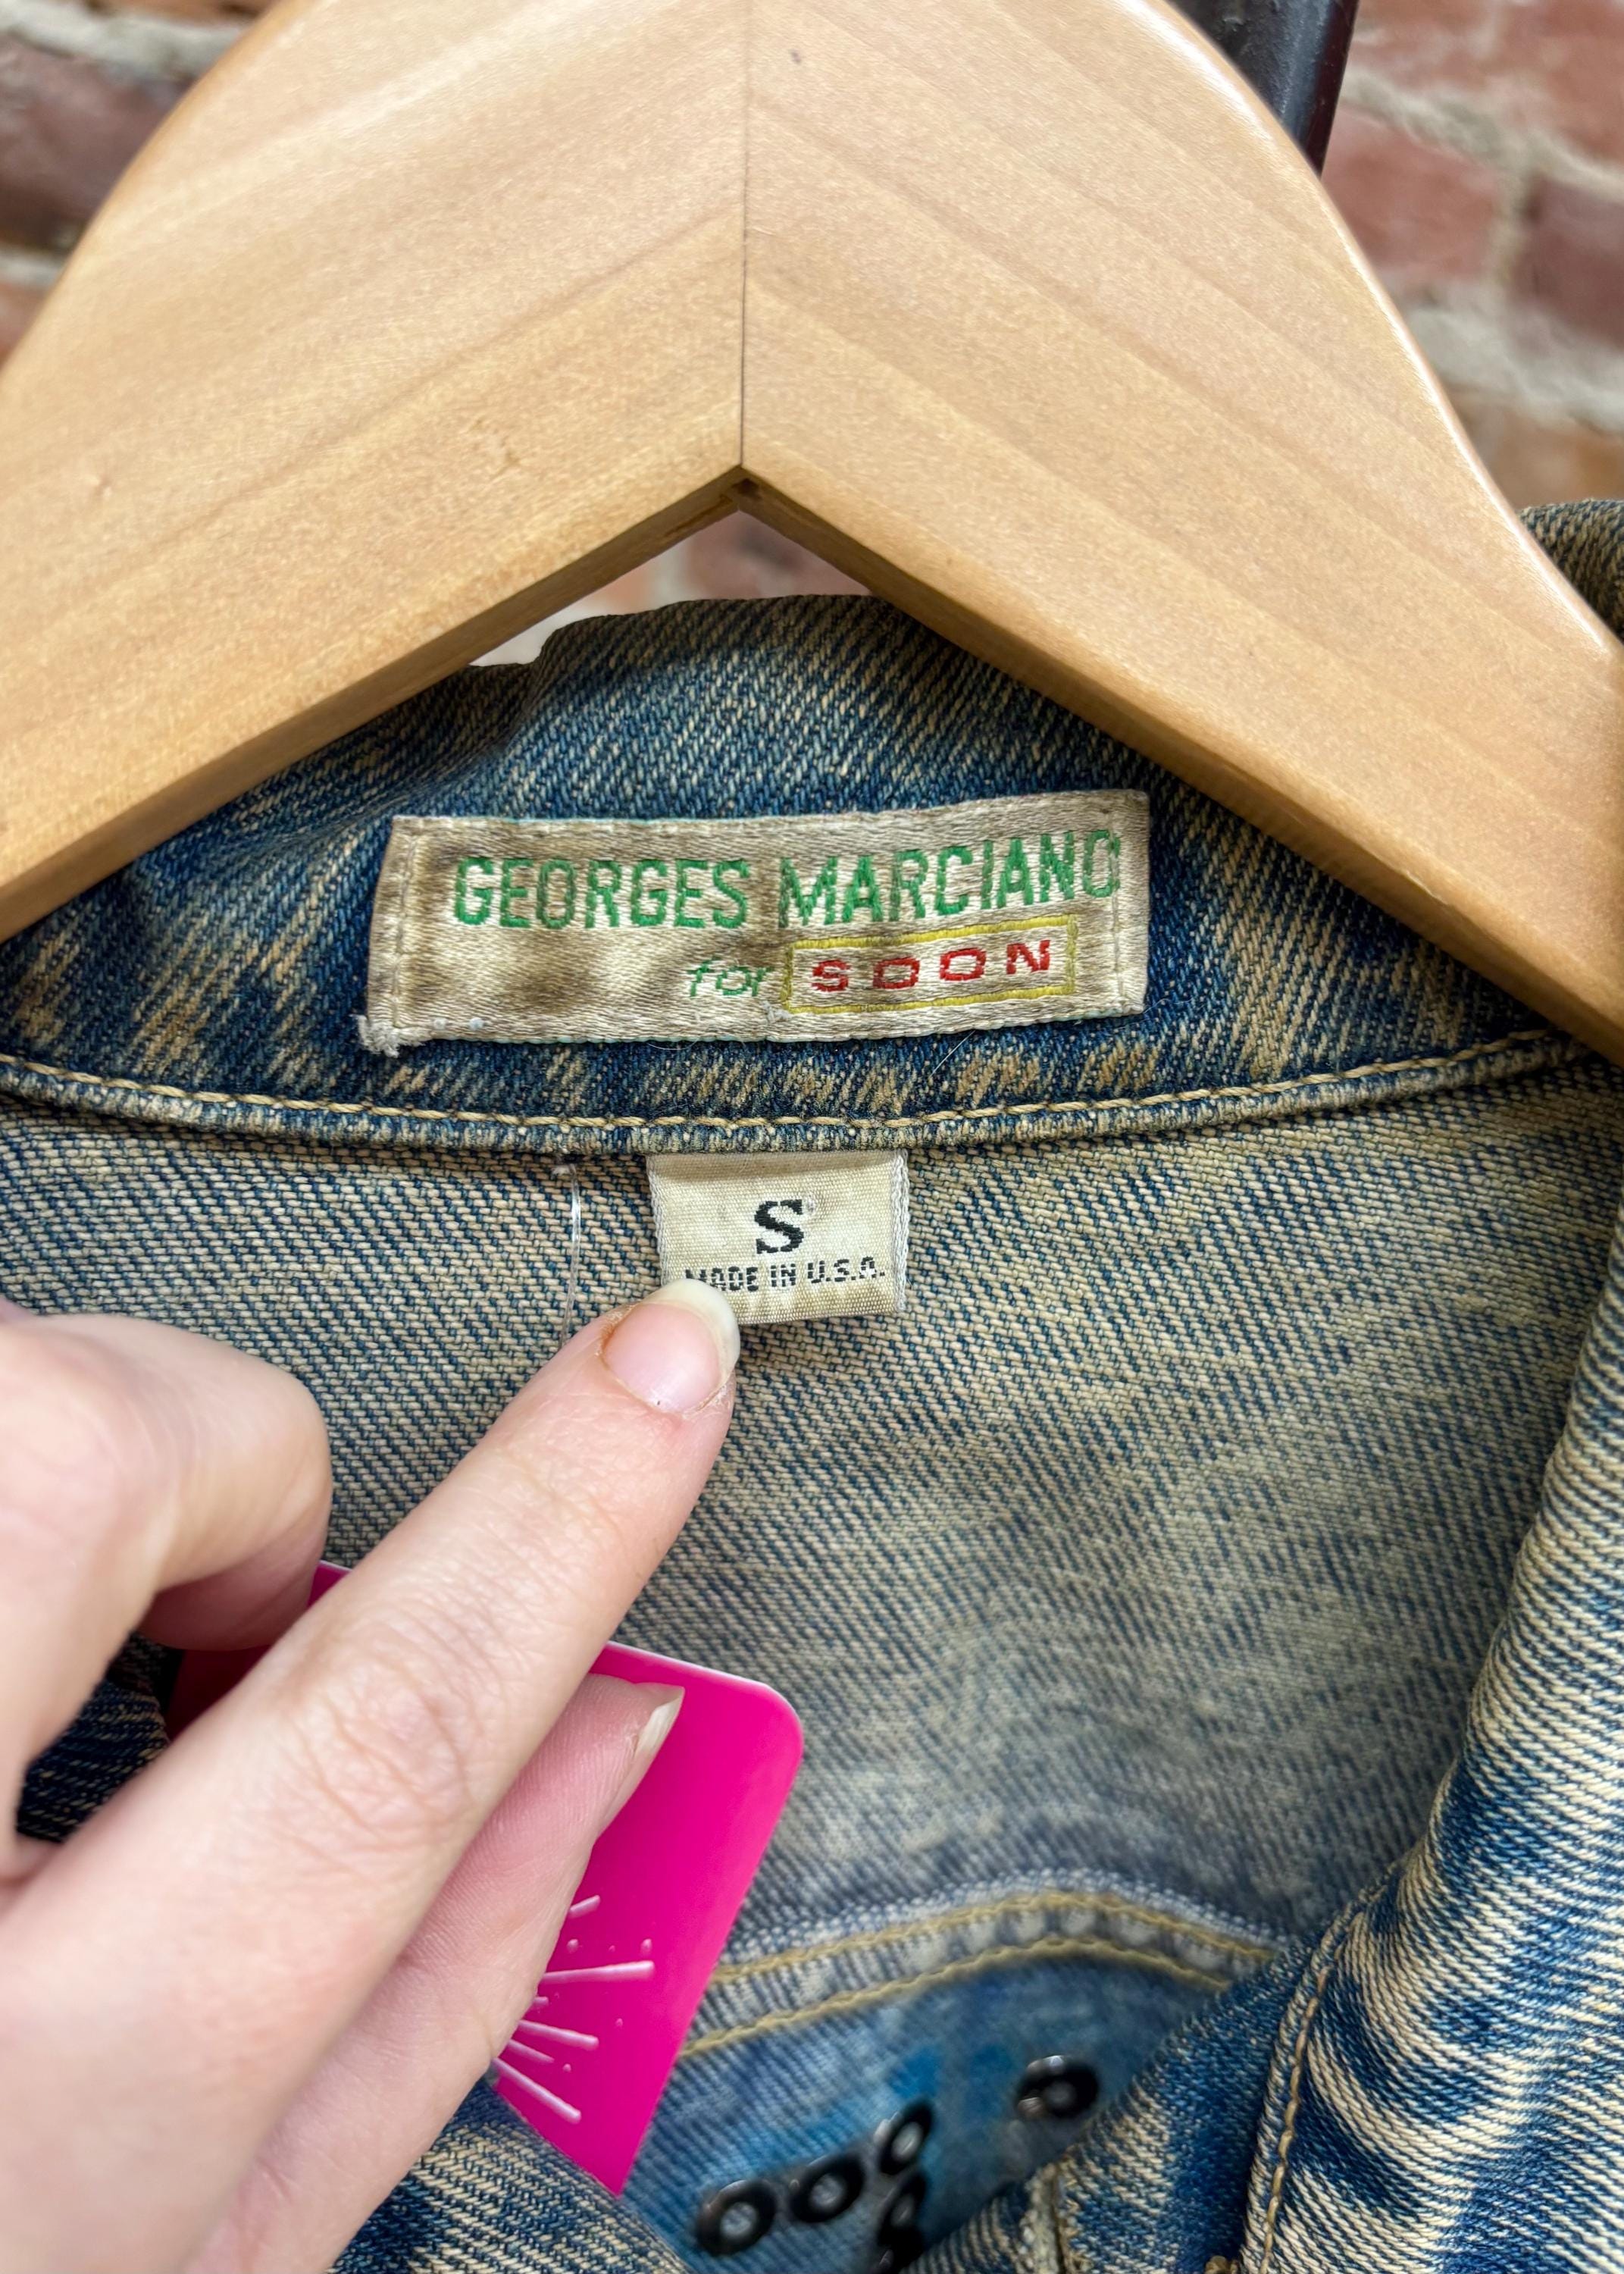 GEORGES MARCIANO
for SOON
S
MADE IN U.S.A.